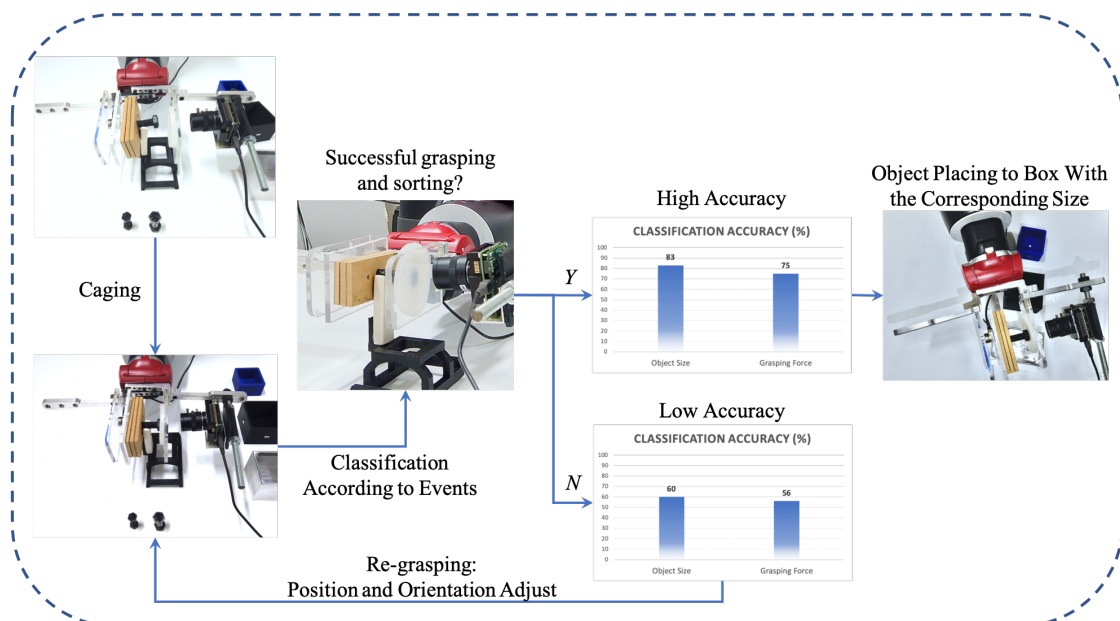 Caging
Classification
According to Events
Successful grasping
and sorting?
Y
N
High Accuracy
CLASSIFICATION ACCURACY (%)
100
90
80
70
60
50
40
30
20
10
0
83
75
Object Size
Grasping Force
Low Accuracy
CLASSIFICATION ACCURACY (%)
100
90
80
70
60
50
40
30
20
10
0
60
56
Object Size
Grasping Force
Object Placing to Box With
the Corresponding Size
Re-grasping:
Position and Orientation Adjust